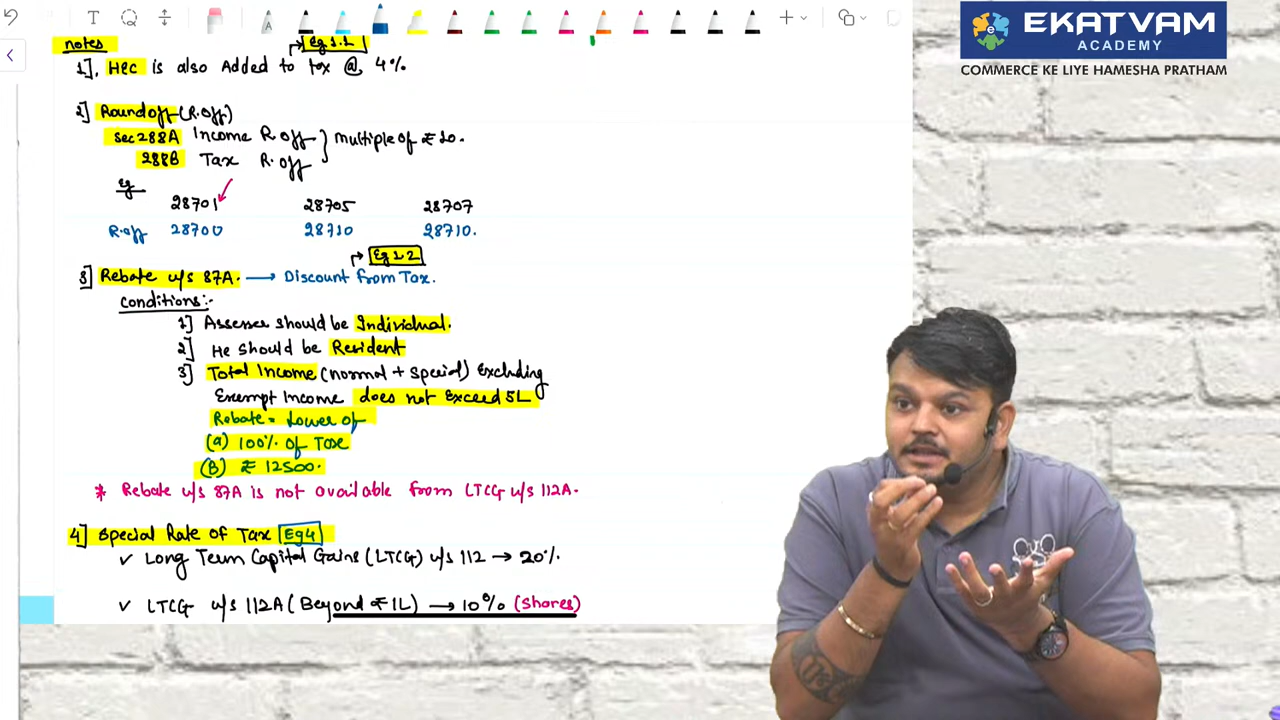 EKATVAM
ACADEMY
COMMERCE KE LIYE HAMESHA PRATHAM
notes
Eg 1.1
1]. HEC is also Added to tax @ 4%
2] Roundoff (R.off)
Sec 288A Income R.off
multiple of ₹ 10.
288B Tax R.off
Eg
28701 28705 28707
R.off 28700 28710 28710.
Eg 1.2
3] Rebate u/s 87A. → Discount from Tax.
Conditions:-
1] Assessee should be Individual.
2] He should be Resident
3] Total Income (normal + special) Excluding
Exempt Income does not Exceed 5L
Rebate = Lower of
(a) 100% of Tax
(B) ₹ 12500.
* Rebate u/s 87A is not available from LTCG u/s 112A.
4] Special Rate of Tax Eg4
✓ Long Term Capital Gains (LTCG) u/s 112 → 20%.
✓ LTCG u/s 112A (Beyond ₹ 1L) → 10% (Shares)